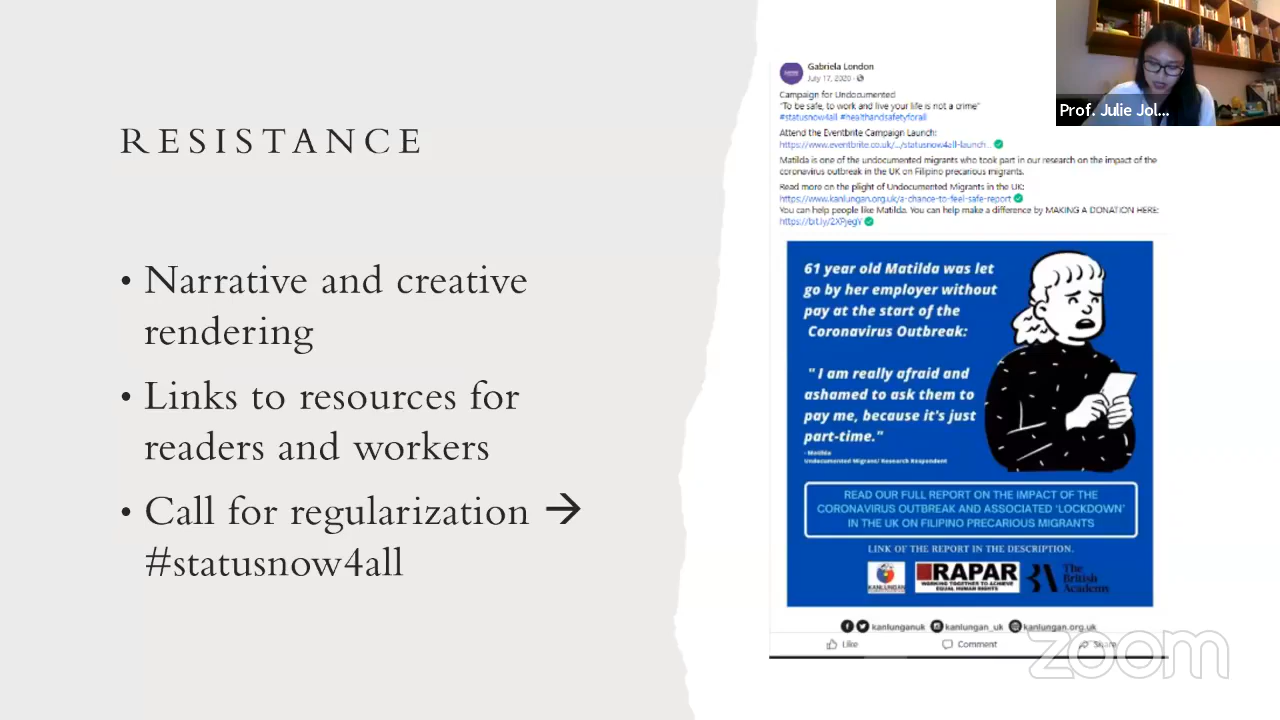 RESISTANCE
• Narrative and creative
rendering
• Links to resources for
readers and workers
• Call for regularization →
#statusnow4all
Gabriela London
July 17, 2020
Campaign for Undocumented
"To be safe, to work and live your life is not a crime"
#statusnow4all #healthandsafetyforall
Attend the Eventbrite Campaign Launch:
https://www.eventbrite.co.uk/.../statusnow4all-launch...
Matilda is one of the undocumented migrants who took part in our research on the impact of the
coronavirus outbreak in the UK on Filipino precarious migrants.
Read more on the plight of Undocumented Migrants in the UK:
https://www.kanlungan.org.uk/a-chance-to-feel-safe-report
You can help people like Matilda. You can help make a difference by MAKING A DONATION HERE:
https://bit.ly/2XPjegY
61 year old Matilda was let
go by her employer without
pay at the start of the
Coronavirus Outbreak:
" I am really afraid and
ashamed to ask them to
pay me, because it's just
part-time."
- Matilda
Undocumented Migrant/ Research Respondent
READ OUR FULL REPORT ON THE IMPACT OF THE
CORONAVIRUS OUTBREAK AND ASSOCIATED 'LOCKDOWN'
IN THE UK ON FILIPINO PRECARIOUS MIGRANTS
LINK OF THE REPORT IN THE DESCRIPTION.
KANLUNGAN
RAPAR
WORKING TOGETHER TO ACHIEVE
EQUAL HUMAN RIGHTS
The
British
Academy
kanlunganuk kanlungan_uk kanlungan.org.uk
Like Comment Share
Prof. Julie Jol...
zoom